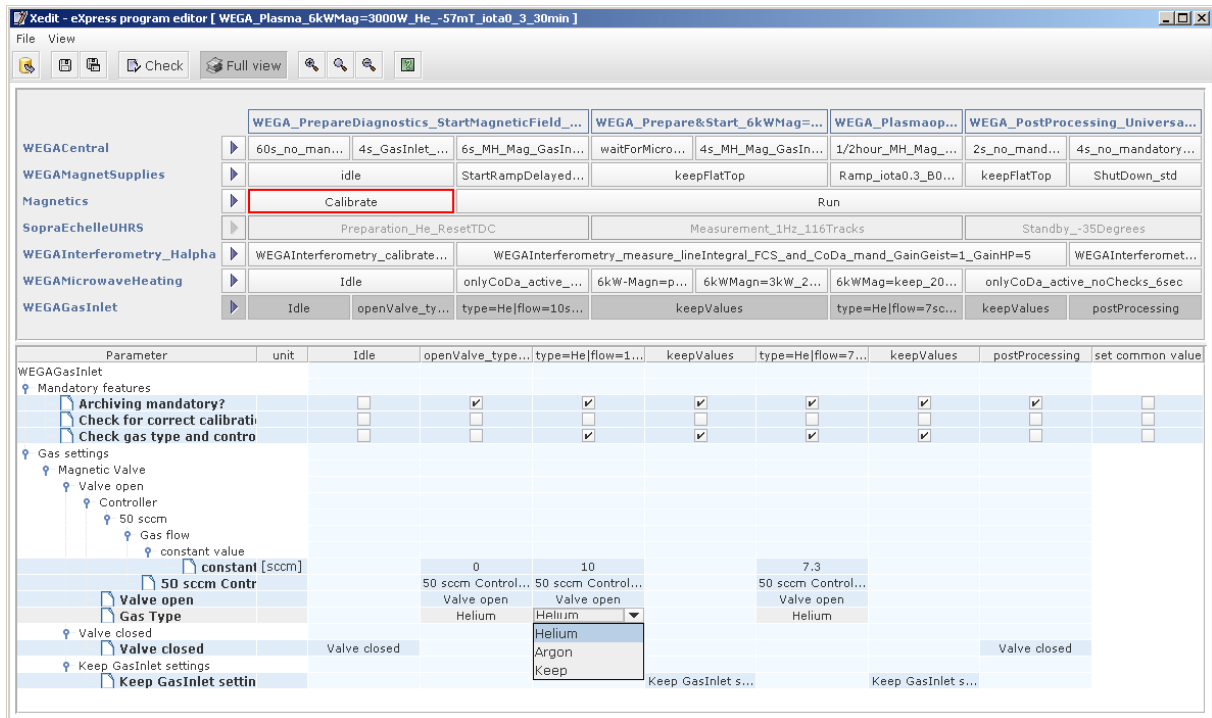 Xedit - eXpress program editor [ WEGA_Plasma_6kWMag=3000W_He_-57mT_iota0_3_30min ]
File View
Check Full view
WEGA_PrepareDiagnostics_StartMagneticField_... WEGA_Prepare&Start_6kWMag=... WEGA_Plasmaop... WEGA_PostProcessing_Universa...
WEGACentral 60s_no_man... 4s_GasInlet_... 6s_MH_Mag_GasIn... waitForMicro... 4s_MH_Mag_GasIn... 1/2hour_MH_Mag_... 2s_no_mand... 4s_no_mandatory...
WEGAMagnetSupplies idle StartRampDelayed... keepFlatTop Ramp_iota0.3_B0... keepFlatTop ShutDown_std
Magnetics Calibrate Run
SopraEchelleUHRS Preparation_He_ResetTDC Measurement_1Hz_116Tracks Standby_-35Degrees
WEGAInterferometry_Halpha WEGAInterferometry_calibrate... WEGAInterferometry_measure_lineIntegral_FCS_and_CoDa_mand_GainGeist=1_GainHP=5 WEGAInterferomet...
WEGAMicrowaveHeating Idle onlyCoDa_active_... 6kW-Magn=p... 6kWMagn=3kW_2... 6kWMag=keep_20... onlyCoDa_active_noChecks_6sec
WEGAGasInlet Idle openValve_ty... type=He|flow=10s... keepValues type=He|flow=7sc... keepValues postProcessing
Parameter unit Idle openValve_type... type=He|flow=1... keepValues type=He|flow=7... keepValues postProcessing set common value
WEGAGasInlet
Mandatory features
Archiving mandatory?
Check for correct calibrati
Check gas type and contro
Gas settings
Magnetic Valve
Valve open
Controller
50 sccm
Gas flow
constant value
constant [sccm] 0 10 7.3
50 sccm Contr 50 sccm Control... 50 sccm Control... 50 sccm Control...
Valve open Valve open Valve open Valve open
Gas Type Helium Helium Helium
Helium
Valve closed
Argon
Valve closed Valve closed Valve closed
Keep GasInlet settings
Keep
Keep GasInlet settin Keep GasInlet s... Keep GasInlet s...